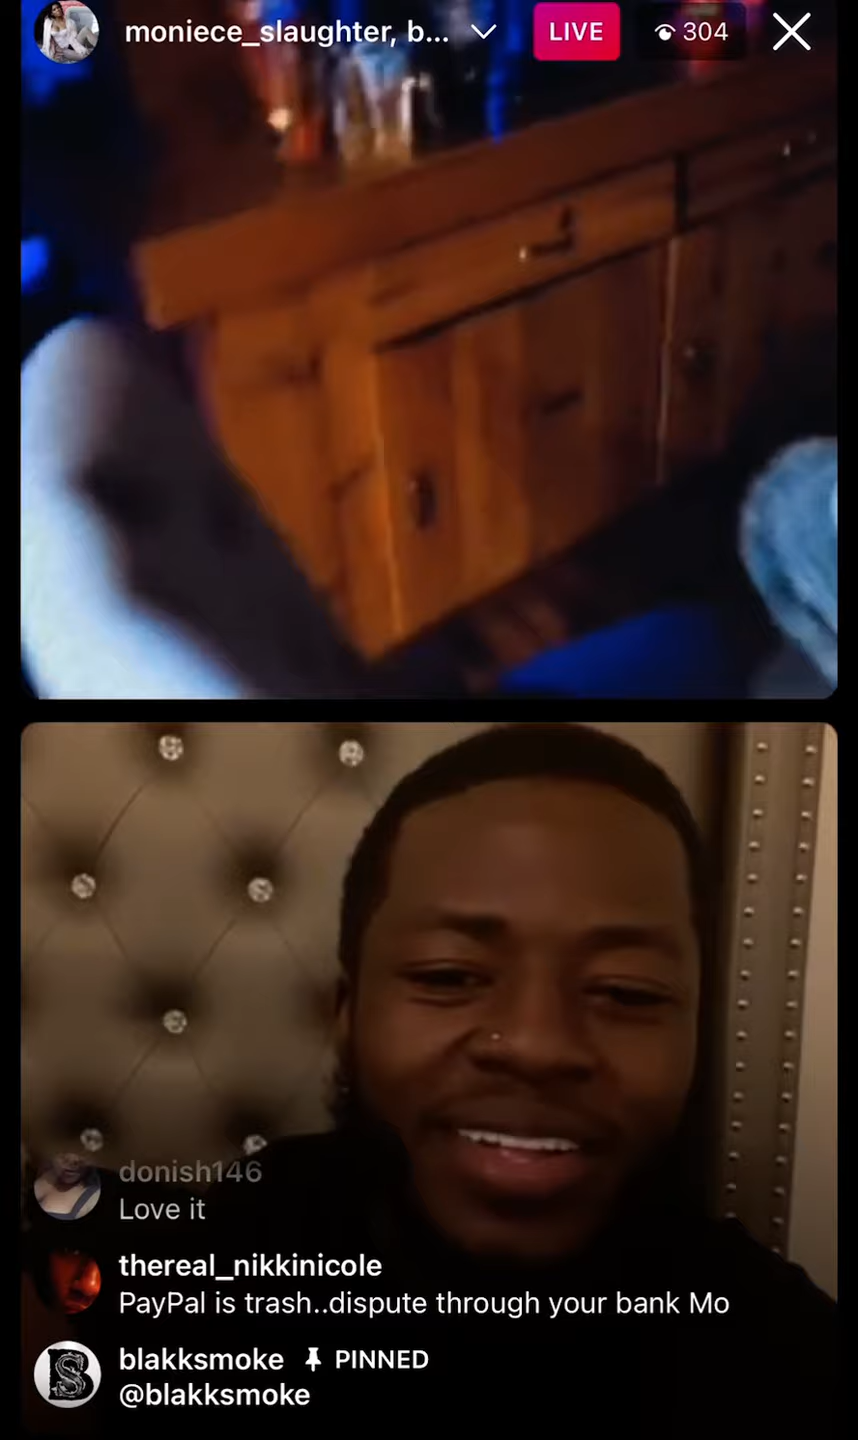 moniece_slaughter, b...
LIVE
304
donish146
Love it
thereal_nikkinicole
PayPal is trash..dispute through your bank Mo
blakksmoke PINNED
@blakksmoke